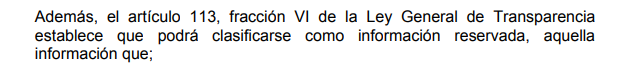 Además, el artículo 113, fracción VI de la Ley General de Transparencia
establece que podrá clasificarse como información reservada, aquella
información que;